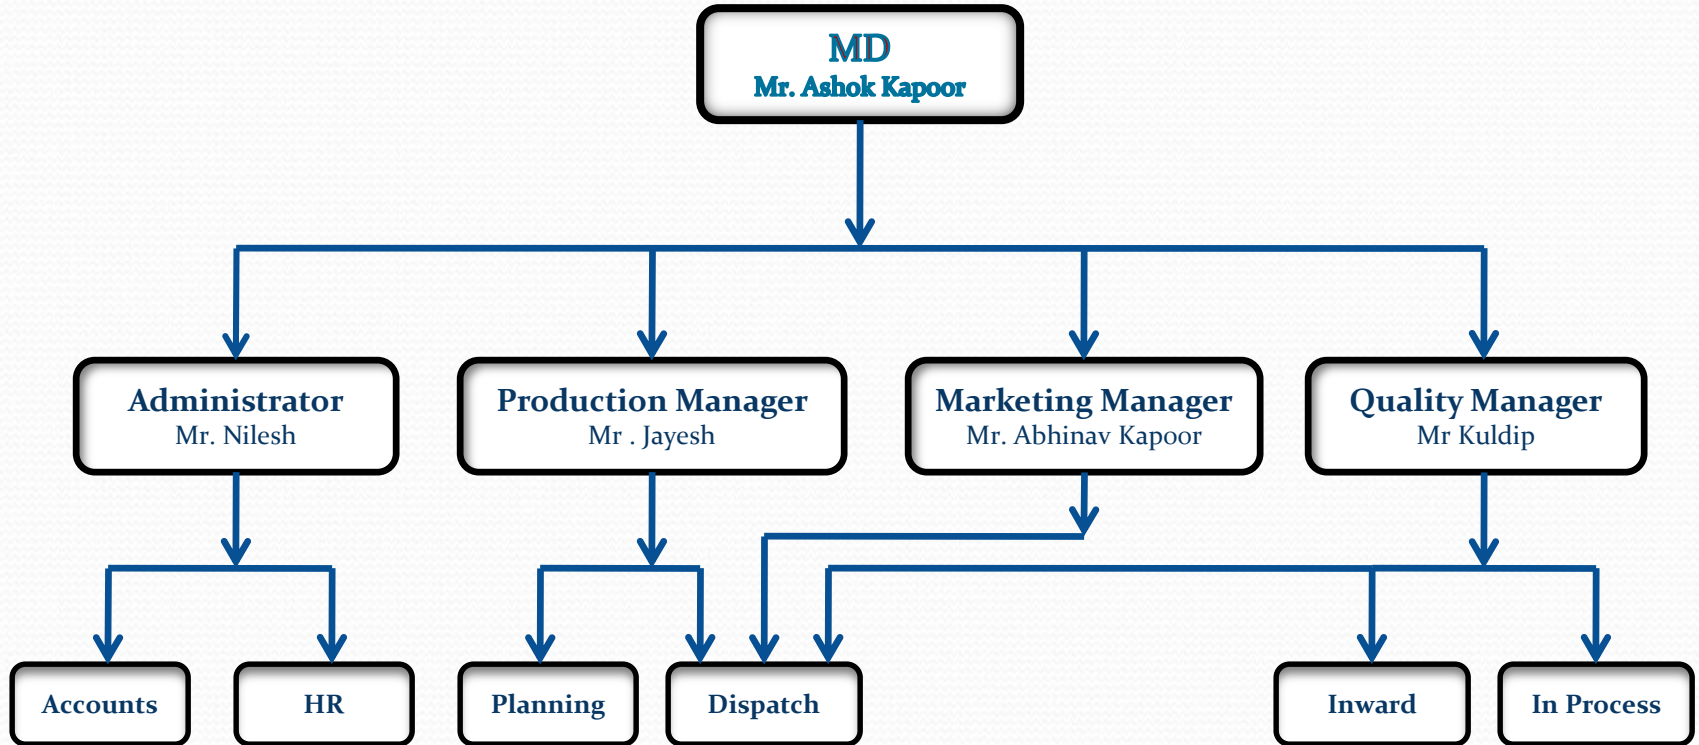 MD
Mr. Ashok Kapoor
Administrator
Mr. Nilesh
Production Manager
Mr . Jayesh
Marketing Manager
Mr. Abhinav Kapoor
Quality Manager
Mr Kuldip
Accounts
HR
Planning
Dispatch
Inward
In Process